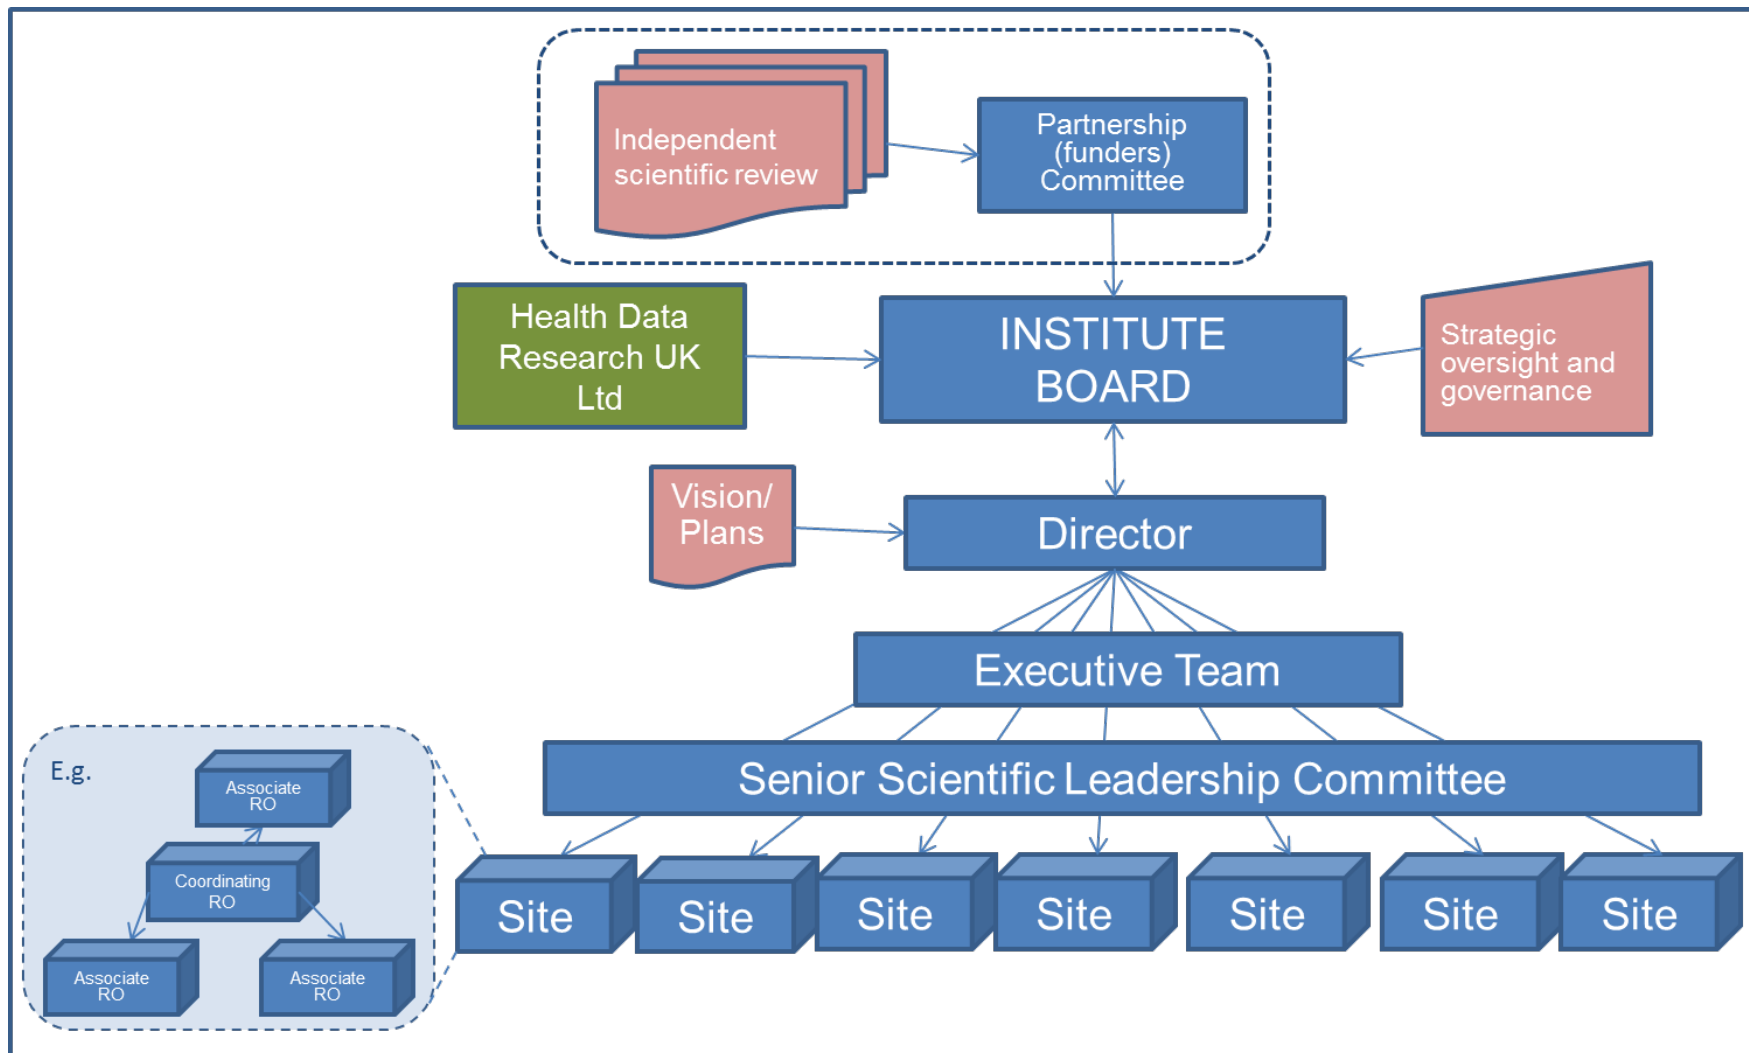 Independent
scientific review
Partnership
(funders)
Committee
Health Data
Research UK
Ltd
INSTITUTE
BOARD
Strategic
oversight and
governance
Vision/
Plans
Director
Executive Team
Senior Scientific Leadership Committee
E.g.
Associate
RO
Coordinating
RO
Associate
RO
Associate
RO
Site
Site
Site
Site
Site
Site
Site